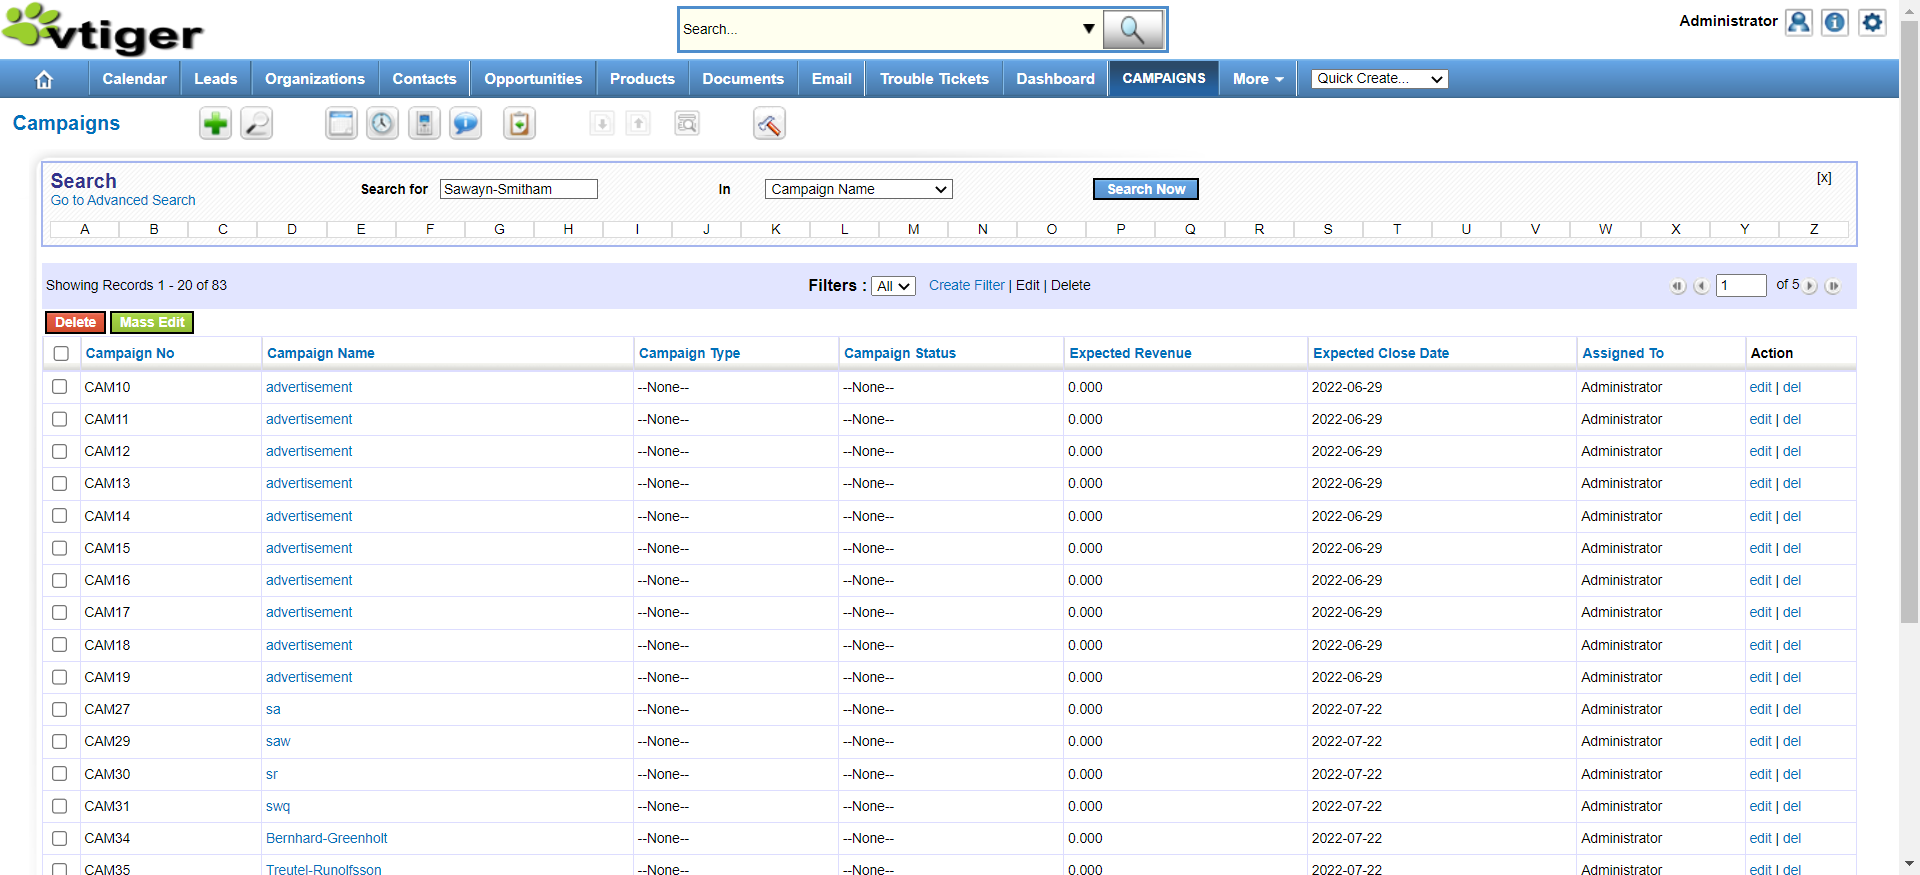 vtiger
Search...
Administrator
Calendar Leads Organizations Contacts Opportunities Products Documents Email Trouble Tickets Dashboard CAMPAIGNS More Quick Create...
Campaigns
Search
Go to Advanced Search
Search for Sawayn-Smitham In Campaign Name Search Now [x]
A B C D E F G H I J K L M N O P Q R S T U V W X Y Z
Showing Records 1 - 20 of 83 Filters : All Create Filter | Edit | Delete 1 of 5
Delete Mass Edit
Campaign No Campaign Name Campaign Type Campaign Status Expected Revenue Expected Close Date Assigned To Action
CAM10 advertisement --None-- --None-- 0.000 2022-06-29 Administrator edit | del
CAM11 advertisement --None-- --None-- 0.000 2022-06-29 Administrator edit | del
CAM12 advertisement --None-- --None-- 0.000 2022-06-29 Administrator edit | del
CAM13 advertisement --None-- --None-- 0.000 2022-06-29 Administrator edit | del
CAM14 advertisement --None-- --None-- 0.000 2022-06-29 Administrator edit | del
CAM15 advertisement --None-- --None-- 0.000 2022-06-29 Administrator edit | del
CAM16 advertisement --None-- --None-- 0.000 2022-06-29 Administrator edit | del
CAM17 advertisement --None-- --None-- 0.000 2022-06-29 Administrator edit | del
CAM18 advertisement --None-- --None-- 0.000 2022-06-29 Administrator edit | del
CAM19 advertisement --None-- --None-- 0.000 2022-06-29 Administrator edit | del
CAM27 sa --None-- --None-- 0.000 2022-07-22 Administrator edit | del
CAM29 saw --None-- --None-- 0.000 2022-07-22 Administrator edit | del
CAM30 sr --None-- --None-- 0.000 2022-07-22 Administrator edit | del
CAM31 swq --None-- --None-- 0.000 2022-07-22 Administrator edit | del
CAM34 Bernhard-Greenholt --None-- --None-- 0.000 2022-07-22 Administrator edit | del
CAM35 Treutel-Runolfsson --None-- --None-- 0.000 2022-07-22 Administrator edit | del